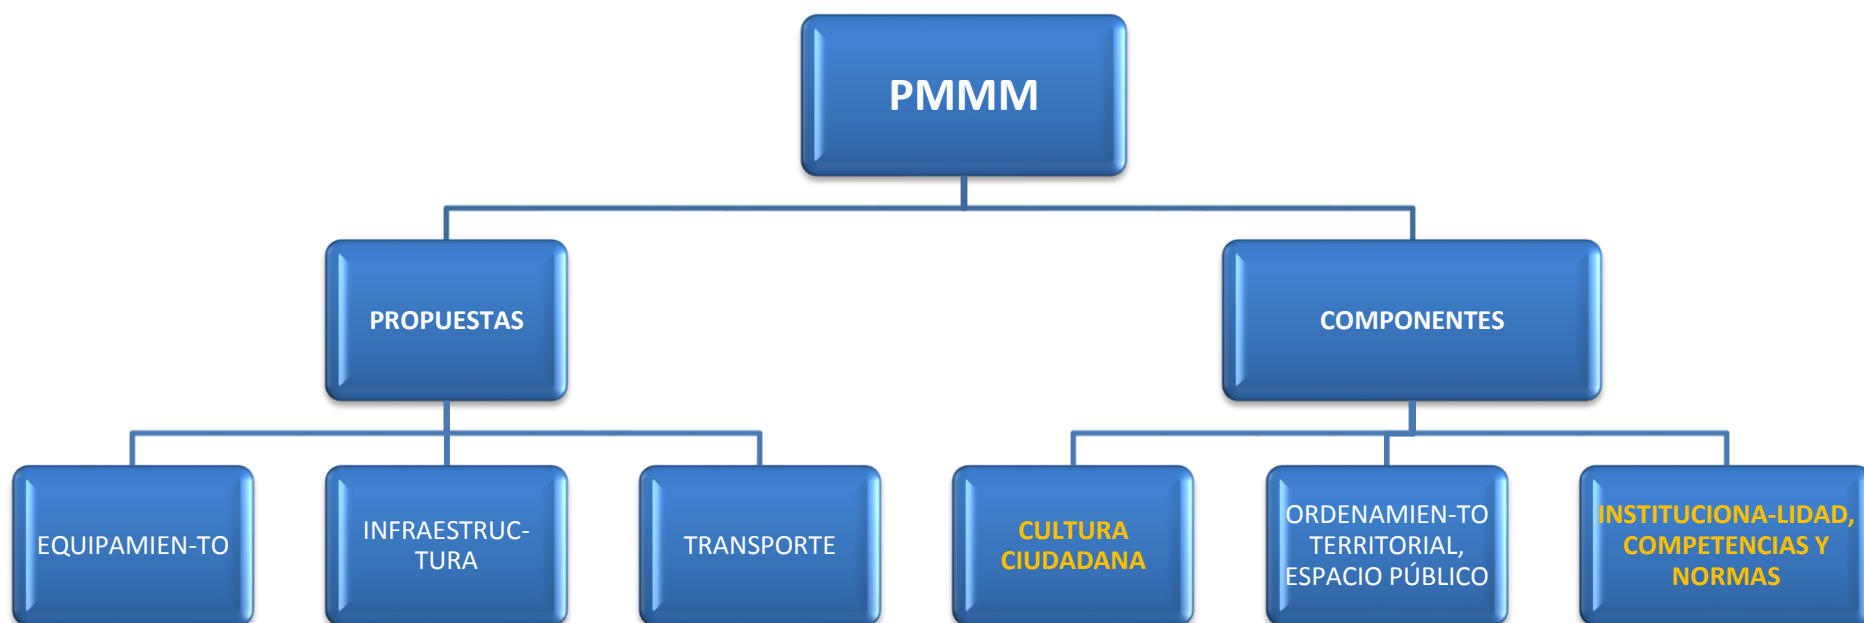 PMMM
PROPUESTAS
COMPONENTES
EQUIPAMIEN-TO
INFRAESTRUC-
TURA
TRANSPORTE
CULTURA
CIUDADANA
ORDENAMIEN-TO
TERRITORIAL,
ESPACIO PÚBLICO
INSTITUCIONA-LIDAD,
COMPETENCIAS Y
NORMAS